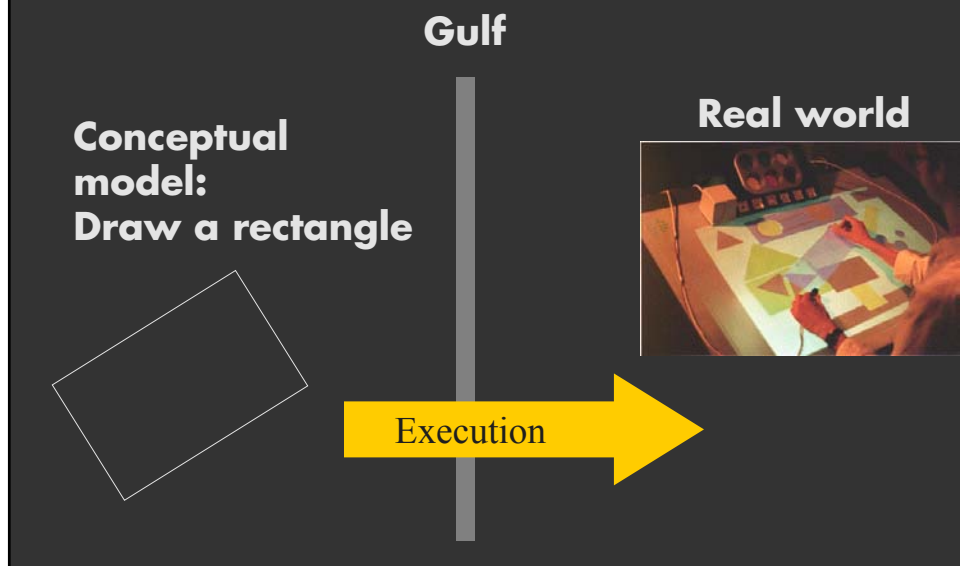 Gulf
Conceptual
model:
Draw a rectangle
Real world
Execution